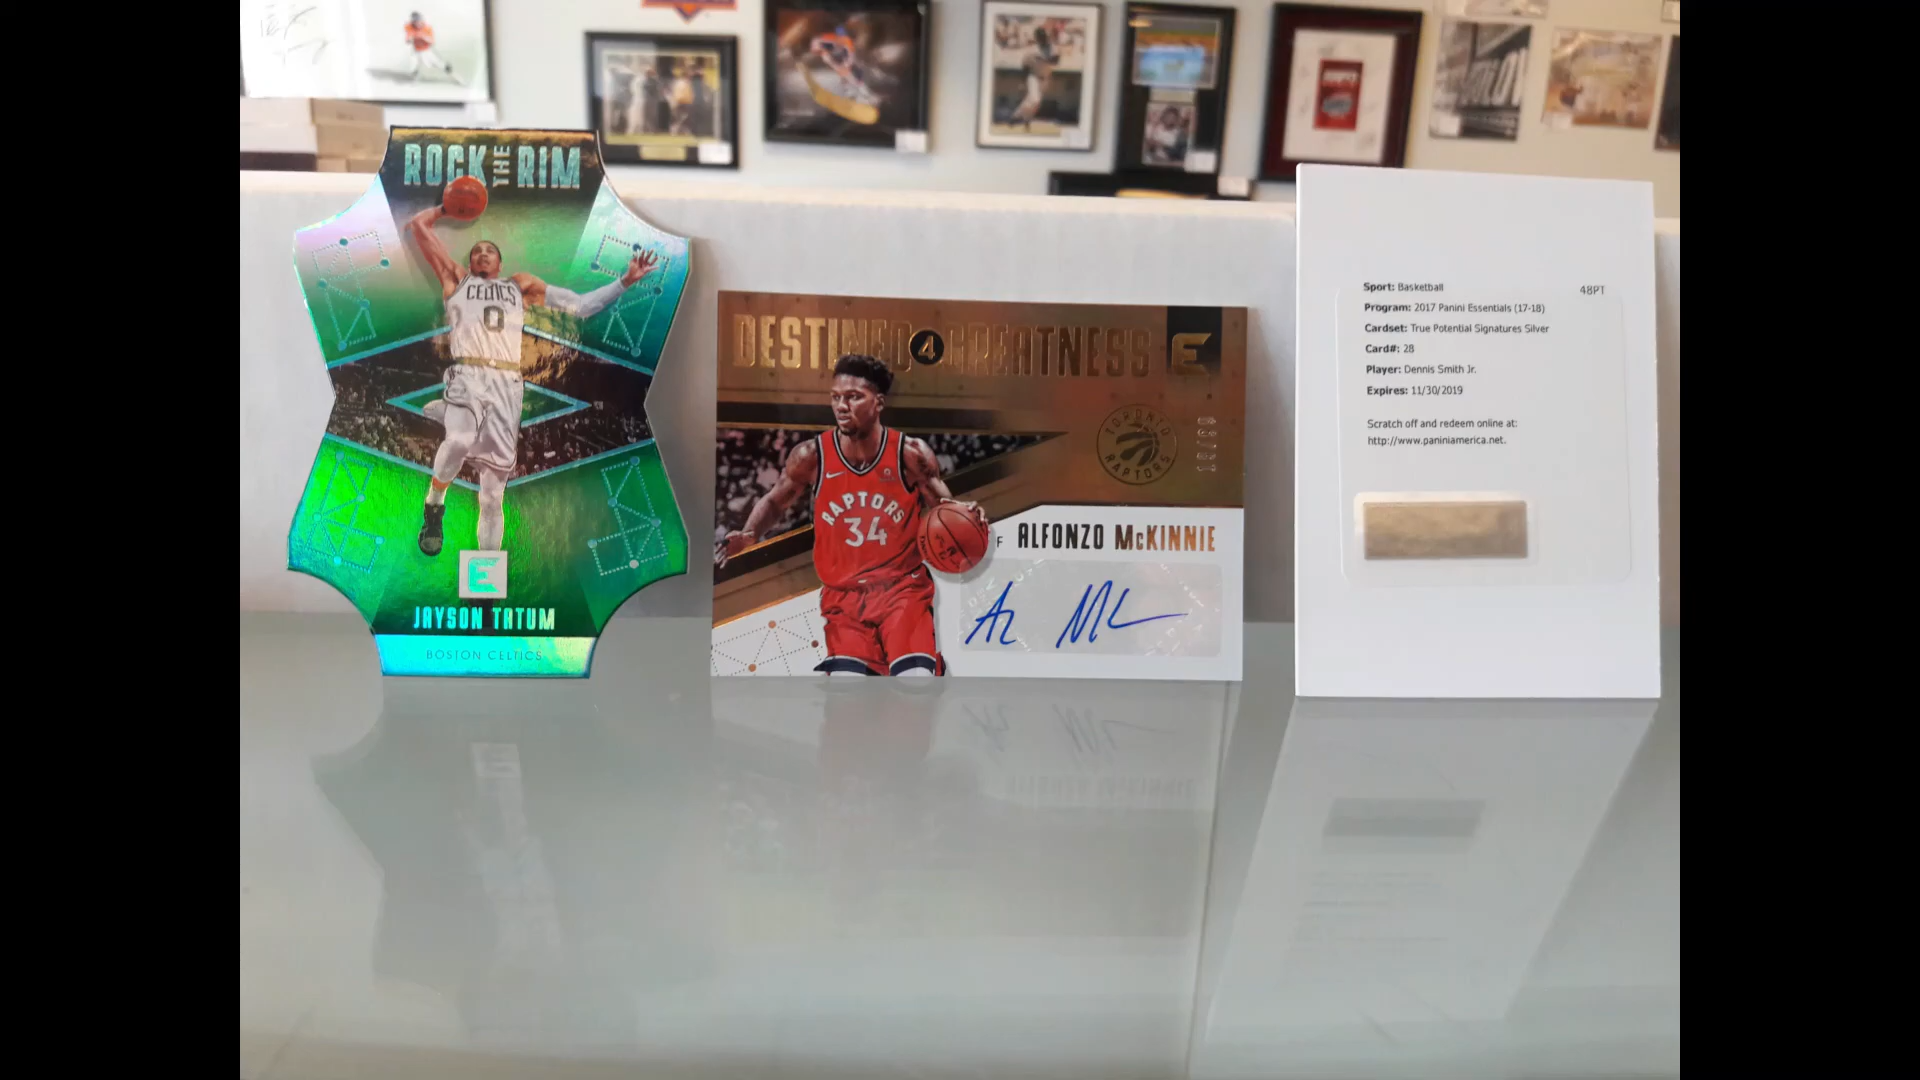 ROCK THE RIM
CELTICS
0
E
JAYSON TATUM
BOSTON CELTICS
DESTINED 4 GREATNESS
E
TORONTO
RAPTORS
RAPTORS
34
F ALFONZO McKINNIE
Sport: Basketball
48PT
Program: 2017 Panini Essentials (17-18)
Cardset: True Potential Signatures Silver
Card#: 28
Player: Dennis Smith Jr.
Expires: 11/30/2019
Scratch off and redeem online at:
http://www.paniniamerica.net.